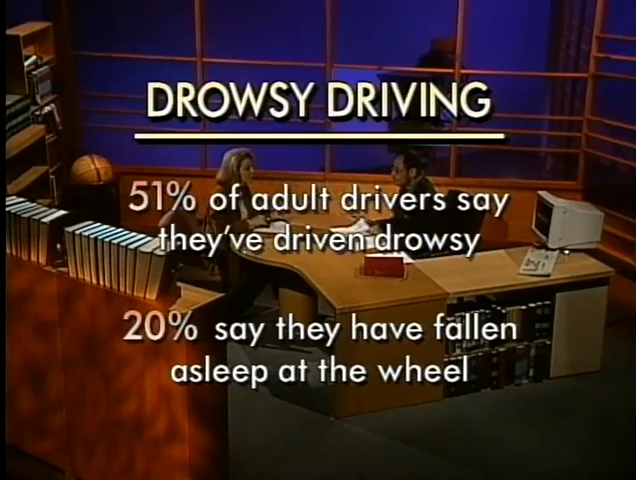 DROWSY DRIVING
51% of adult drivers say
they've driven drowsy
20% say they have fallen
asleep at the wheel